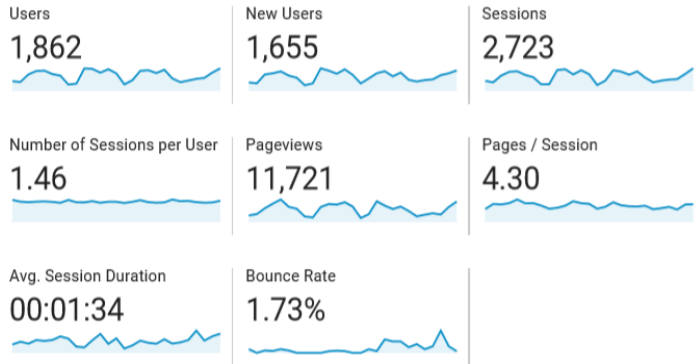 Users
1,862
New Users
1,655
Sessions
2,723
Number of Sessions per User
1.46
Pageviews
11,721
Pages / Session
4.30
Avg. Session Duration
00:01:34
Bounce Rate
1.73%